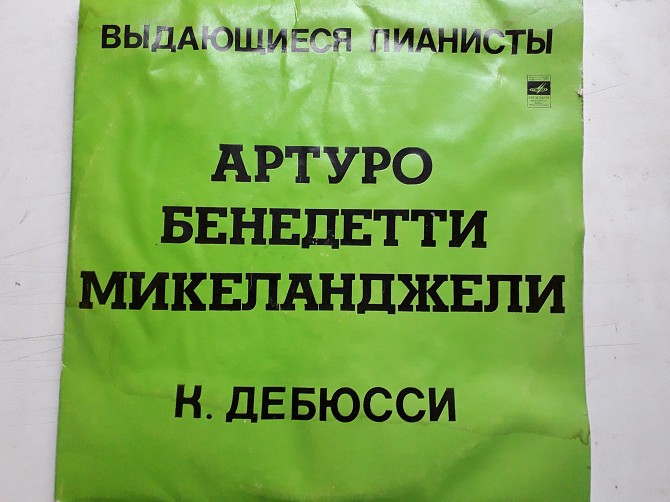 ВЫДАЮЩИЕСЯ ПИАНИСТЫ
АРТУРО
БЕНЕДЕТТИ
МИКЕЛАНДЖЕЛИ
К. ДЕБЮССИ